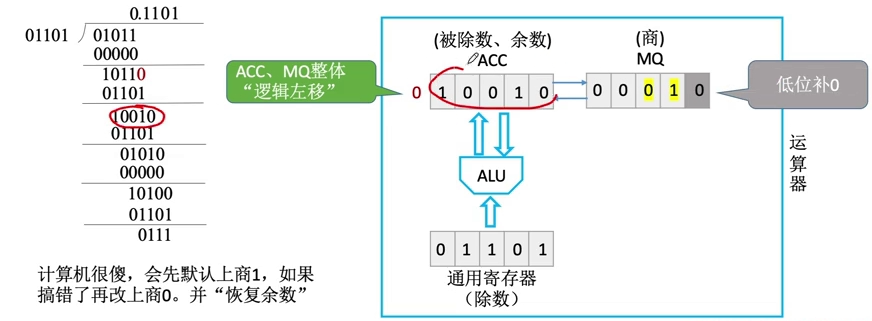 0.1101
01101 01011
00000
10110
01101
10010
01101
01010
00000
10100
01101
0111
计算机很傻，会先默认上商1，如果
搞错了再改上商0。并“恢复余数”
ACC、MQ整体
“逻辑左移”
(被除数、余数)
ACC
0 1 0 0 1 0
(商)
MQ
0 0 0 1 0
低位补0
ALU
0 1 1 0 1
通用寄存器
（除数）
运算器